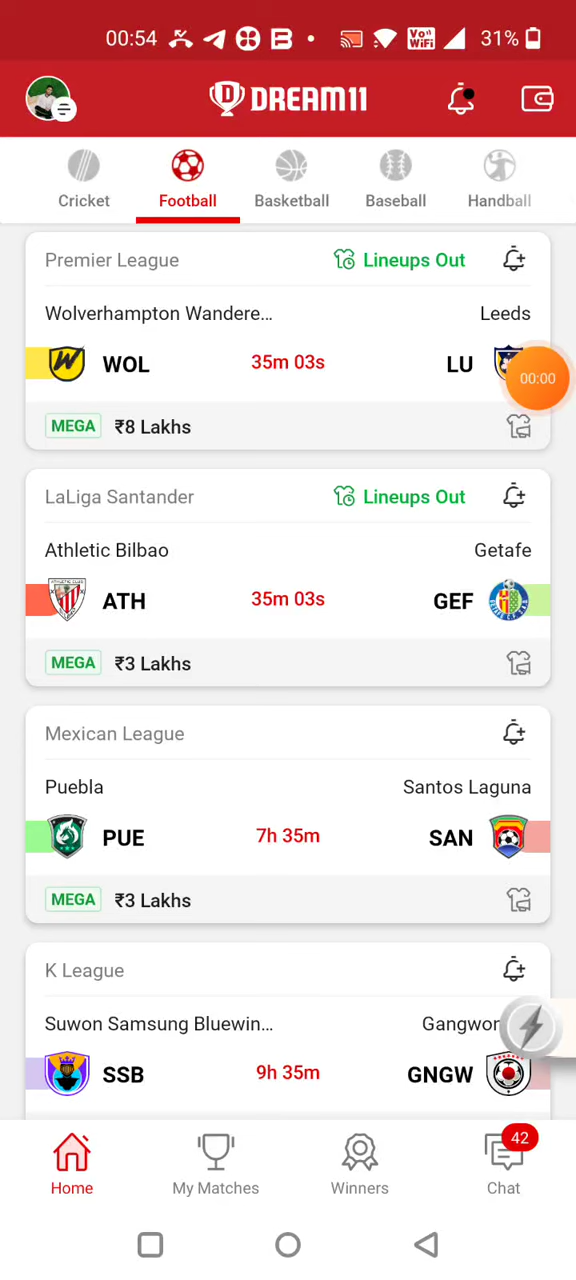 00:54 Vo)) WiFi 31%
DREAM11
Cricket Football Basketball Baseball Handball
Premier League Lineups Out
Wolverhampton Wandere... Leeds
WOL 35m 03s LU
00:00
MEGA ₹8 Lakhs
LaLiga Santander Lineups Out
Athletic Bilbao Getafe
ATH 35m 03s GEF
MEGA ₹3 Lakhs
Mexican League
Puebla Santos Laguna
PUE 7h 35m SAN
MEGA ₹3 Lakhs
K League
Suwon Samsung Bluewin... Gangwor
SSB 9h 35m GNGW
42
Home My Matches Winners Chat